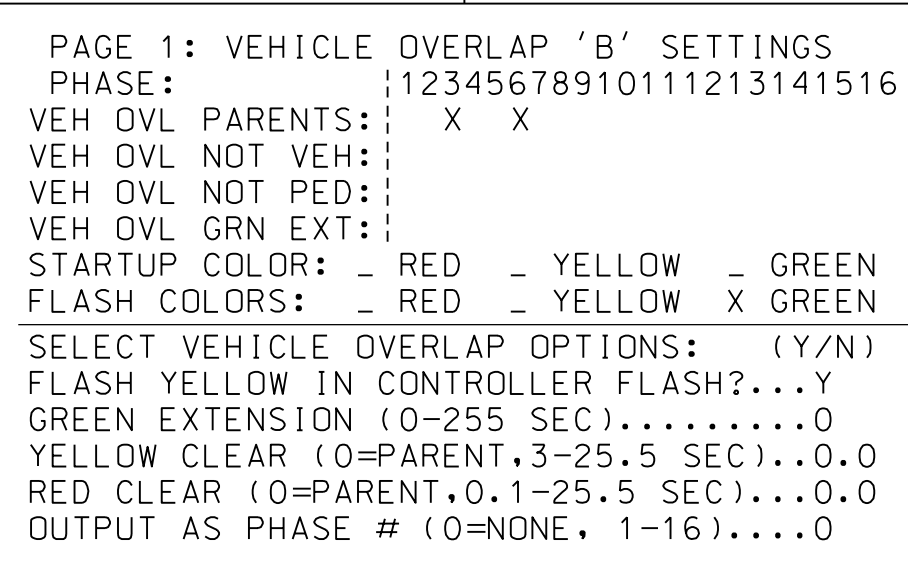 PAGE 1: VEHICLE OVERLAP 'B' SETTINGS
PHASE: ¦12345678910111213141516
VEH OVL PARENTS:¦ X X
VEH OVL NOT VEH:¦
VEH OVL NOT PED:¦
VEH OVL GRN EXT:¦
STARTUP COLOR: _ RED _ YELLOW _ GREEN
FLASH COLORS: _ RED _ YELLOW X GREEN
SELECT VEHICLE OVERLAP OPTIONS: (Y/N)
FLASH YELLOW IN CONTROLLER FLASH?...Y
GREEN EXTENSION (0-255 SEC).........0
YELLOW CLEAR (0=PARENT,3-25.5 SEC)..0.0
RED CLEAR (0=PARENT,0.1-25.5 SEC)...0.0
OUTPUT AS PHASE # (0=NONE, 1-16)....0